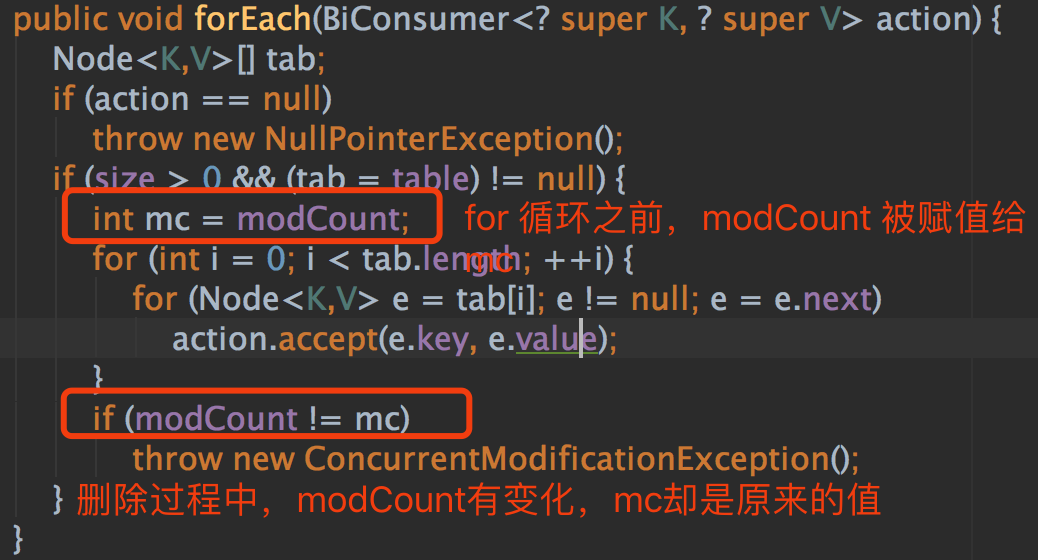 public void forEach(BiConsumer<? super K, ? super V> action) {
Node<K,V>[] tab;
if (action == null)
throw new NullPointerException();
if (size > 0 && (tab = table) != null) {
int mc = modCount;
for 循环之前，modCount 被赋值给
mc
for (int i = 0; i < tab.length; ++i) {
for (Node<K,V> e = tab[i]; e != null; e = e.next)
action.accept(e.key, e.value);
}
if (modCount != mc)
throw new ConcurrentModificationException();
} 删除过程中，modCount有变化，mc却是原来的值
}